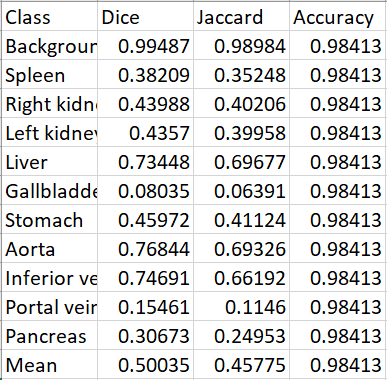 Class Dice Jaccard Accuracy
Backgroun 0.99487 0.98984 0.98413
Spleen 0.38209 0.35248 0.98413
Right kidn 0.43988 0.40206 0.98413
Left kidney 0.4357 0.39958 0.98413
Liver 0.73448 0.69677 0.98413
Gallbladde 0.08035 0.06391 0.98413
Stomach 0.45972 0.41124 0.98413
Aorta 0.76844 0.69326 0.98413
Inferior ve 0.74691 0.66192 0.98413
Portal vein 0.15461 0.1146 0.98413
Pancreas 0.30673 0.24953 0.98413
Mean 0.50035 0.45775 0.98413